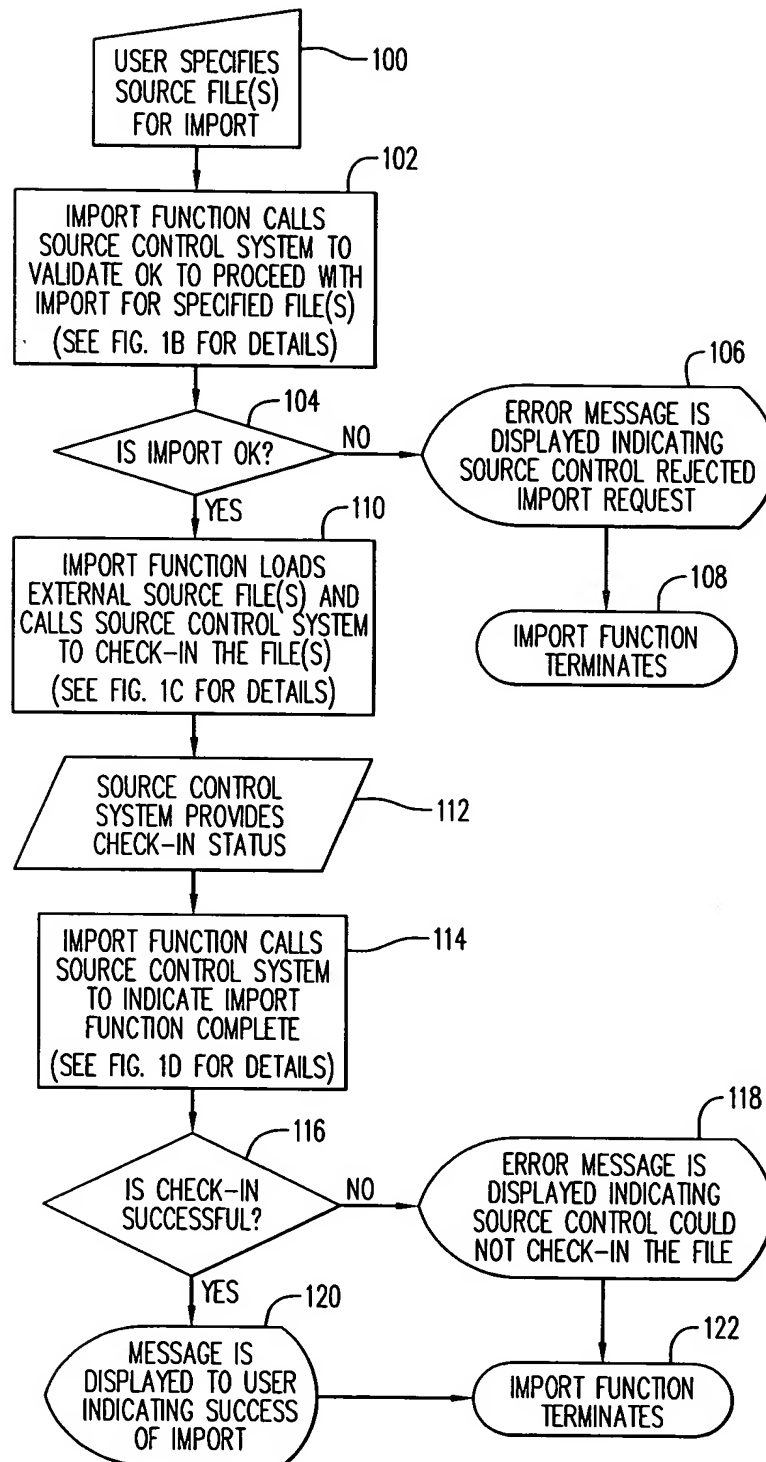 USER SPECIFIES
SOURCE FILE(S)
FOR IMPORT
100
102
IMPORT FUNCTION CALLS
SOURCE CONTROL SYSTEM TO
VALIDATE OK TO PROCEED WITH
IMPORT FOR SPECIFIED FILE(S)
(SEE FIG. 1B FOR DETAILS)
104
IS IMPORT OK?
NO
YES
106
ERROR MESSAGE IS
DISPLAYED INDICATING
SOURCE CONTROL REJECTED
IMPORT REQUEST
108
IMPORT FUNCTION
TERMINATES
110
IMPORT FUNCTION LOADS
EXTERNAL SOURCE FILE(S) AND
CALLS SOURCE CONTROL SYSTEM
TO CHECK-IN THE FILE(S)
(SEE FIG. 1C FOR DETAILS)
SOURCE CONTROL
SYSTEM PROVIDES
CHECK-IN STATUS
112
IMPORT FUNCTION CALLS
SOURCE CONTROL SYSTEM
TO INDICATE IMPORT
FUNCTION COMPLETE
(SEE FIG. 1D FOR DETAILS)
114
116
IS CHECK-IN
SUCCESSFUL?
NO
YES
118
ERROR MESSAGE IS
DISPLAYED INDICATING
SOURCE CONTROL COULD
NOT CHECK-IN THE FILE
120
MESSAGE IS
DISPLAYED TO USER
INDICATING SUCCESS
OF IMPORT
122
IMPORT FUNCTION
TERMINATES